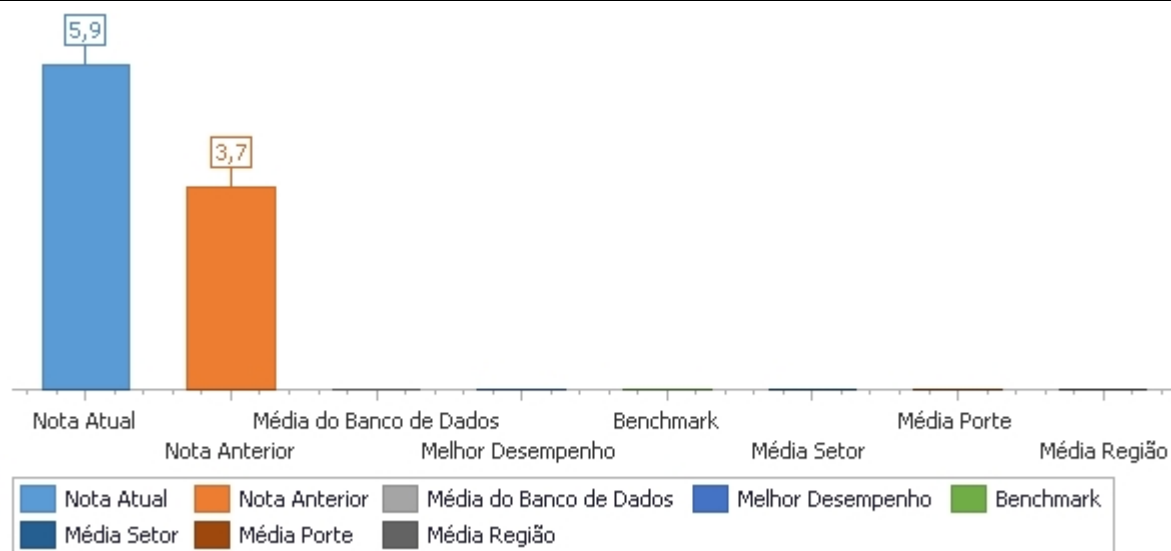 5,9
3,7
Nota Atual Média do Banco de Dados Benchmark Média Porte
Nota Anterior Melhor Desempenho Média Setor Média Região
Nota Atual Nota Anterior Média do Banco de Dados Melhor Desempenho Benchmark
Média Setor Média Porte Média Região